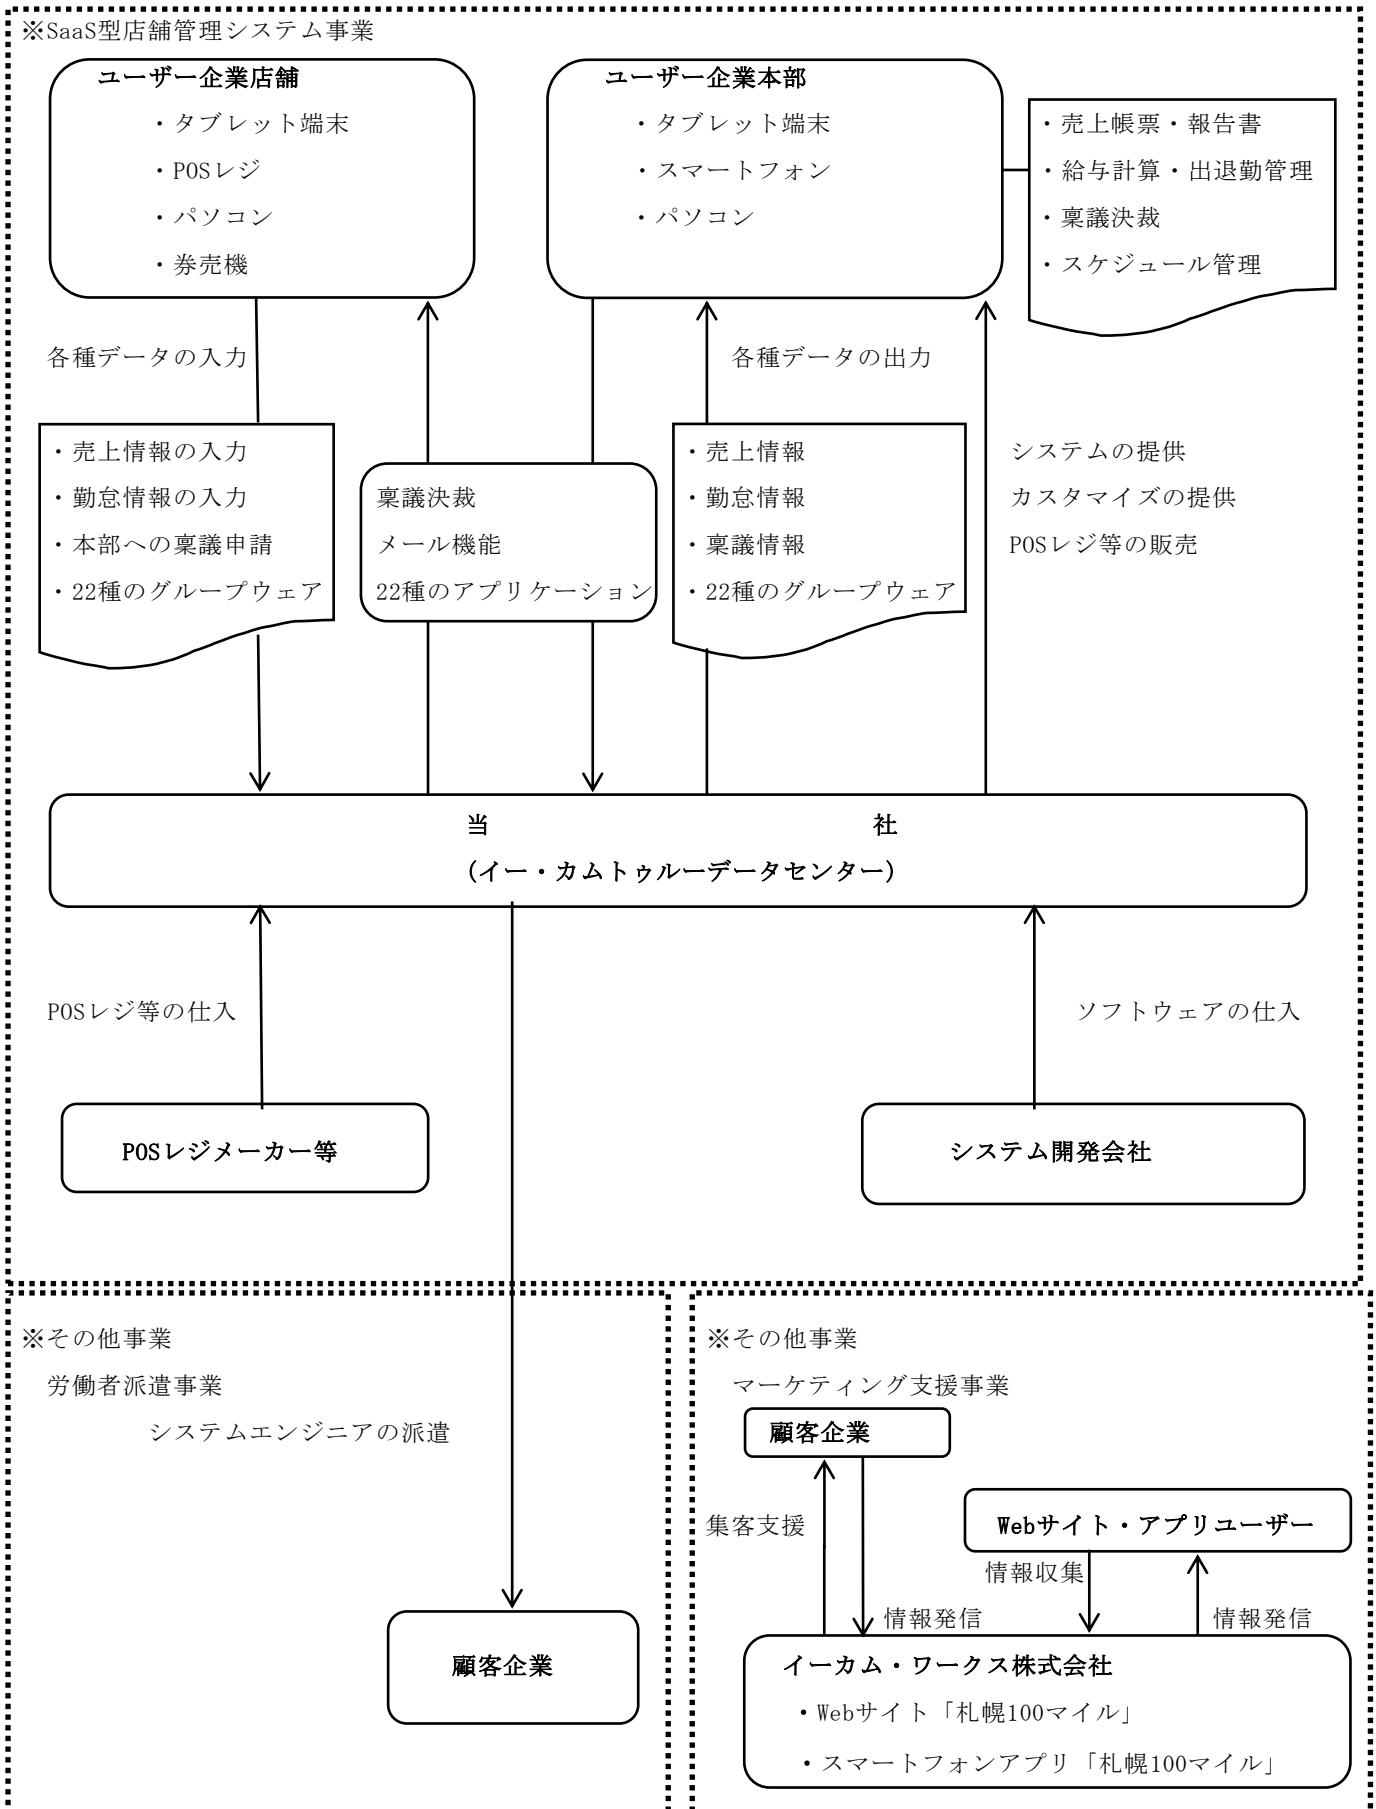 ※SaaS型店舗管理システム事業
ユーザー企業店舗
・タブレット端末
・POSレジ
・パソコン
・券売機
ユーザー企業本部
・タブレット端末
・スマートフォン
・パソコン
・売上帳票・報告書
・給与計算・出退勤管理
・稟議決裁
・スケジュール管理
各種データの入力
各種データの出力
・売上情報の入力
・勤怠情報の入力
・本部への稟議申請
・22種のグループウェア
稟議決裁
メール機能
22種のアプリケーション
・売上情報
・勤怠情報
・稟議情報
・22種のグループウェア
システムの提供
カスタマイズの提供
POSレジ等の販売
当　　社
(イー・カムトゥルーデータセンター)
POSレジ等の仕入
ソフトウェアの仕入
POSレジメーカー等
システム開発会社
※その他事業
労働者派遣事業
システムエンジニアの派遣
顧客企業
※その他事業
マーケティング支援事業
顧客企業
集客支援
Webサイト・アプリユーザー
情報収集
情報発信
情報発信
イーカム・ワークス株式会社
・Webサイト「札幌100マイル」
・スマートフォンアプリ「札幌100マイル」